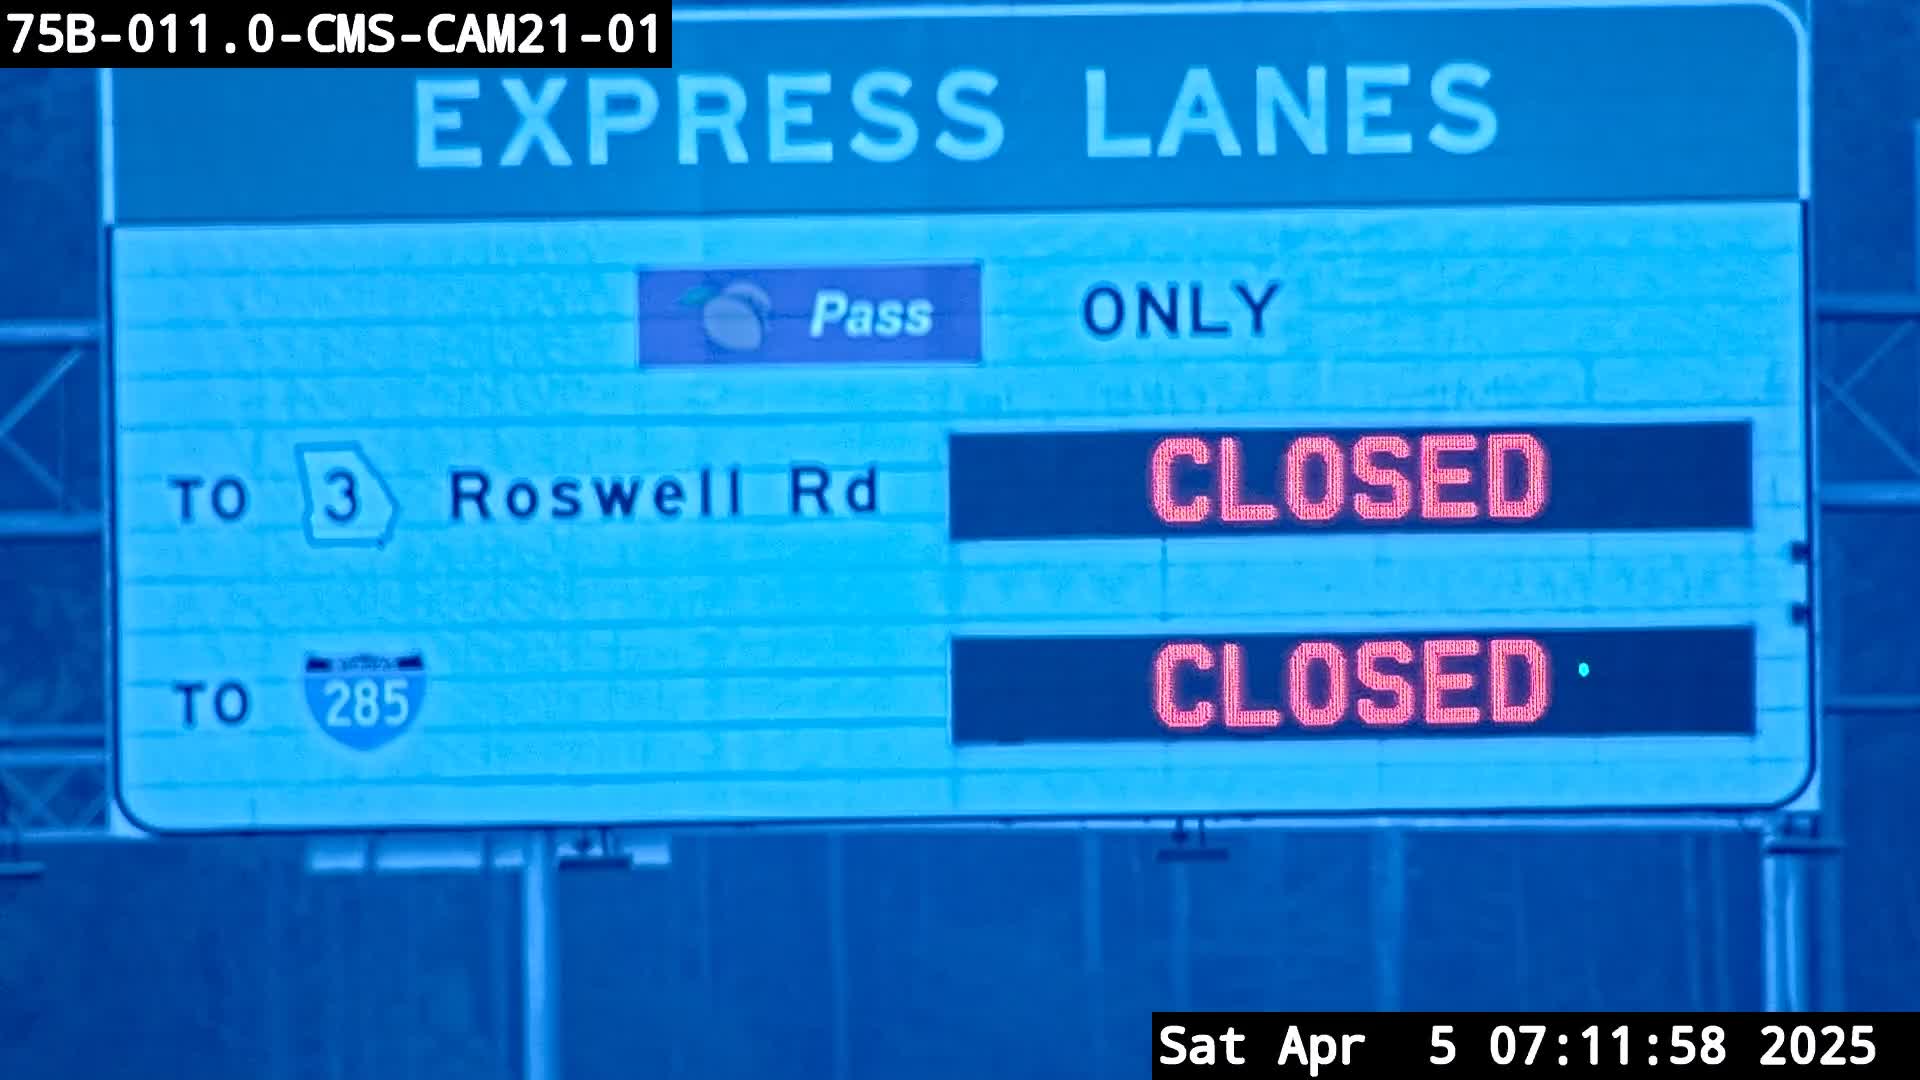 75B-011.0-CMS-CAM21-01
EXPRESS LANES
Pass ONLY
TO 3 Roswell Rd CLOSED
TO 285 CLOSED
Sat Apr 5 07:11:58 2025